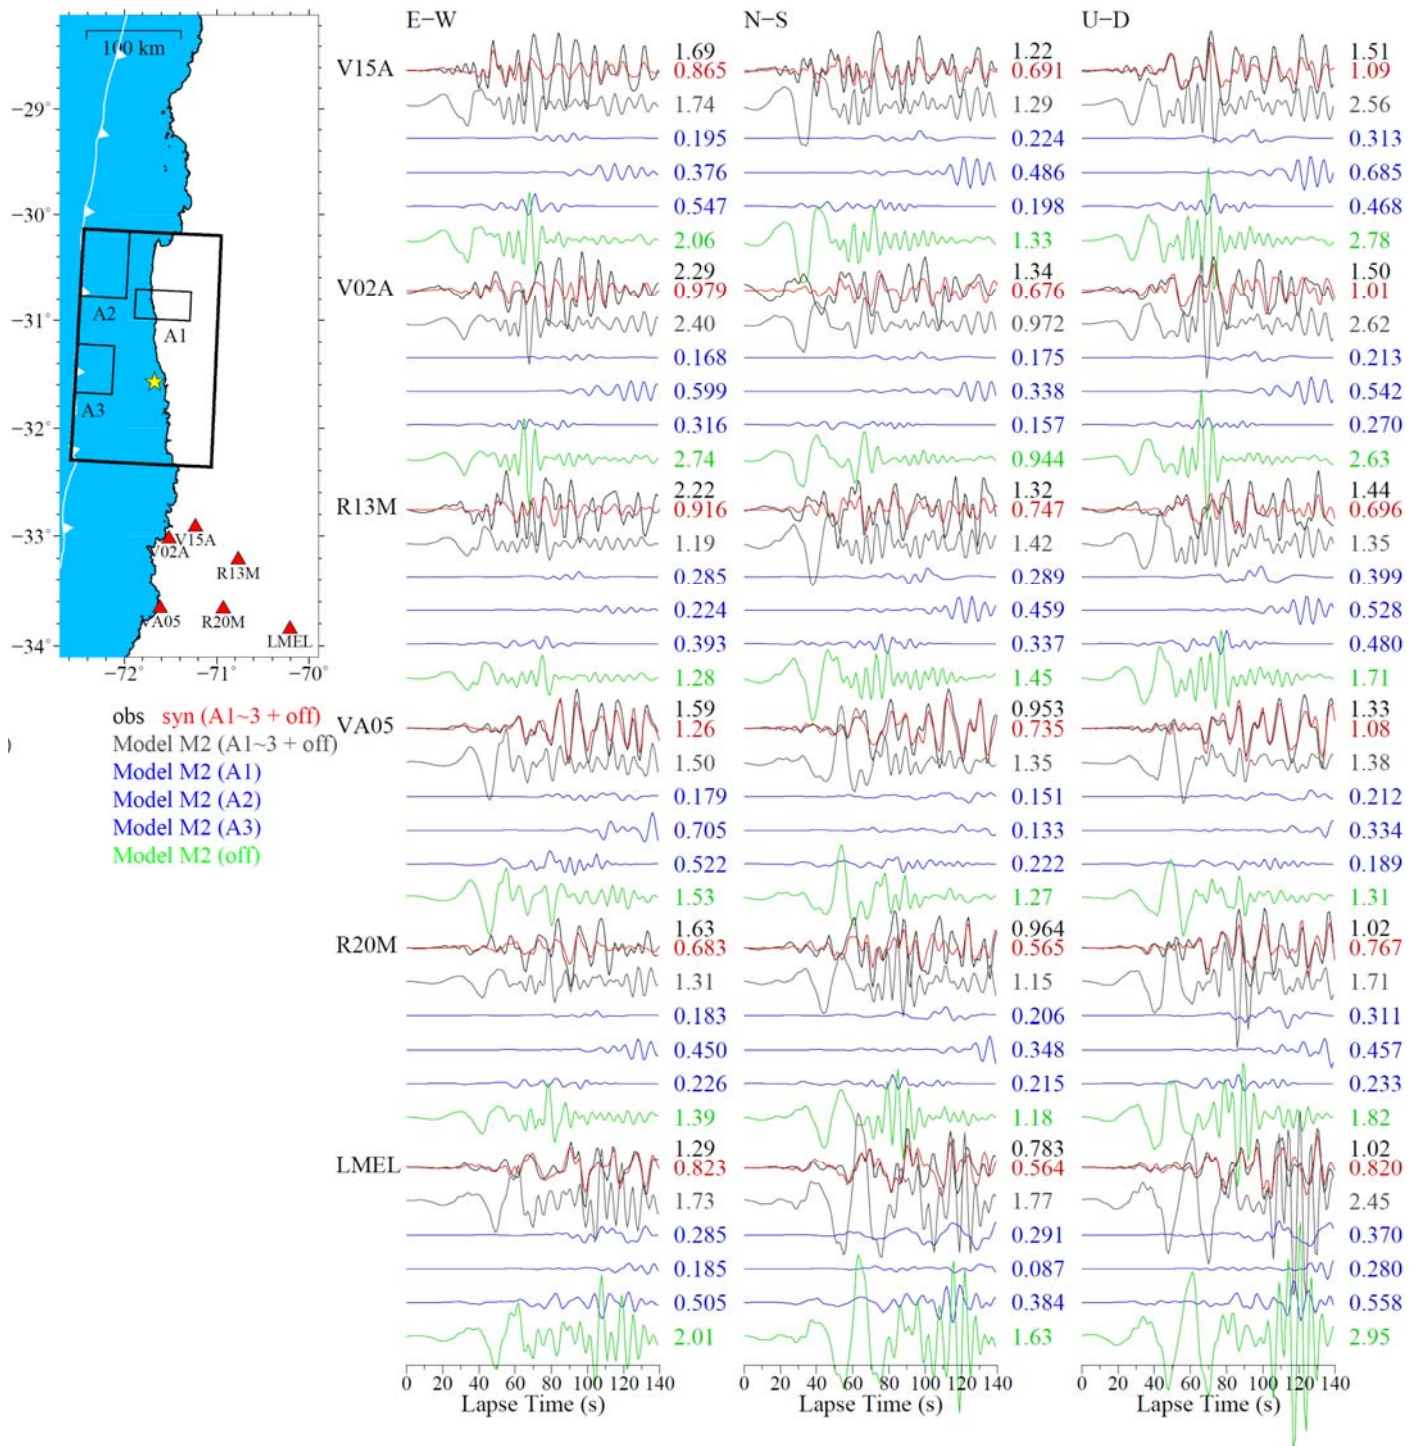 E−W N−S U−D
100 km
−29°
−30°
−31°
−32°
−33°
−34°
−72° −71° −70°
A2
A1
A3
V15A
V02A
R13M
VA05
R20M
LMEL
obs syn (A1~3 + off)
Model M2 (A1~3 + off)
)
Model M2 (A1)
Model M2 (A2)
Model M2 (A3)
Model M2 (off)
V15A
1.69 1.22 1.51
0.865 0.691 1.09
1.74 1.29 2.56
0.195 0.224 0.313
0.376 0.486 0.685
0.547 0.198 0.468
2.06 1.33 2.78
V02A
2.29 1.34 1.50
0.979 0.676 1.01
2.40 0.972 2.62
0.168 0.175 0.213
0.599 0.338 0.542
0.316 0.157 0.270
2.74 0.944 2.63
R13M
2.22 1.32 1.44
0.916 0.747 0.696
1.19 1.42 1.35
0.285 0.289 0.399
0.224 0.459 0.528
0.393 0.337 0.480
1.28 1.45 1.71
VA05
1.59 0.953 1.33
1.26 0.735 1.08
1.50 1.35 1.38
0.179 0.151 0.212
0.705 0.133 0.334
0.522 0.222 0.189
1.53 1.27 1.31
R20M
1.63 0.964 1.02
0.683 0.565 0.767
1.31 1.15 1.71
0.183 0.206 0.311
0.450 0.348 0.457
0.226 0.215 0.233
1.39 1.18 1.82
LMEL
1.29 0.783 1.02
0.823 0.564 0.820
1.73 1.77 2.45
0.285 0.291 0.370
0.185 0.087 0.280
0.505 0.384 0.558
2.01 1.63 2.95
0 20 40 60 80 100 120 140 0 20 40 60 80 100 120 140 0 20 40 60 80 100 120 140
Lapse Time (s) Lapse Time (s) Lapse Time (s)